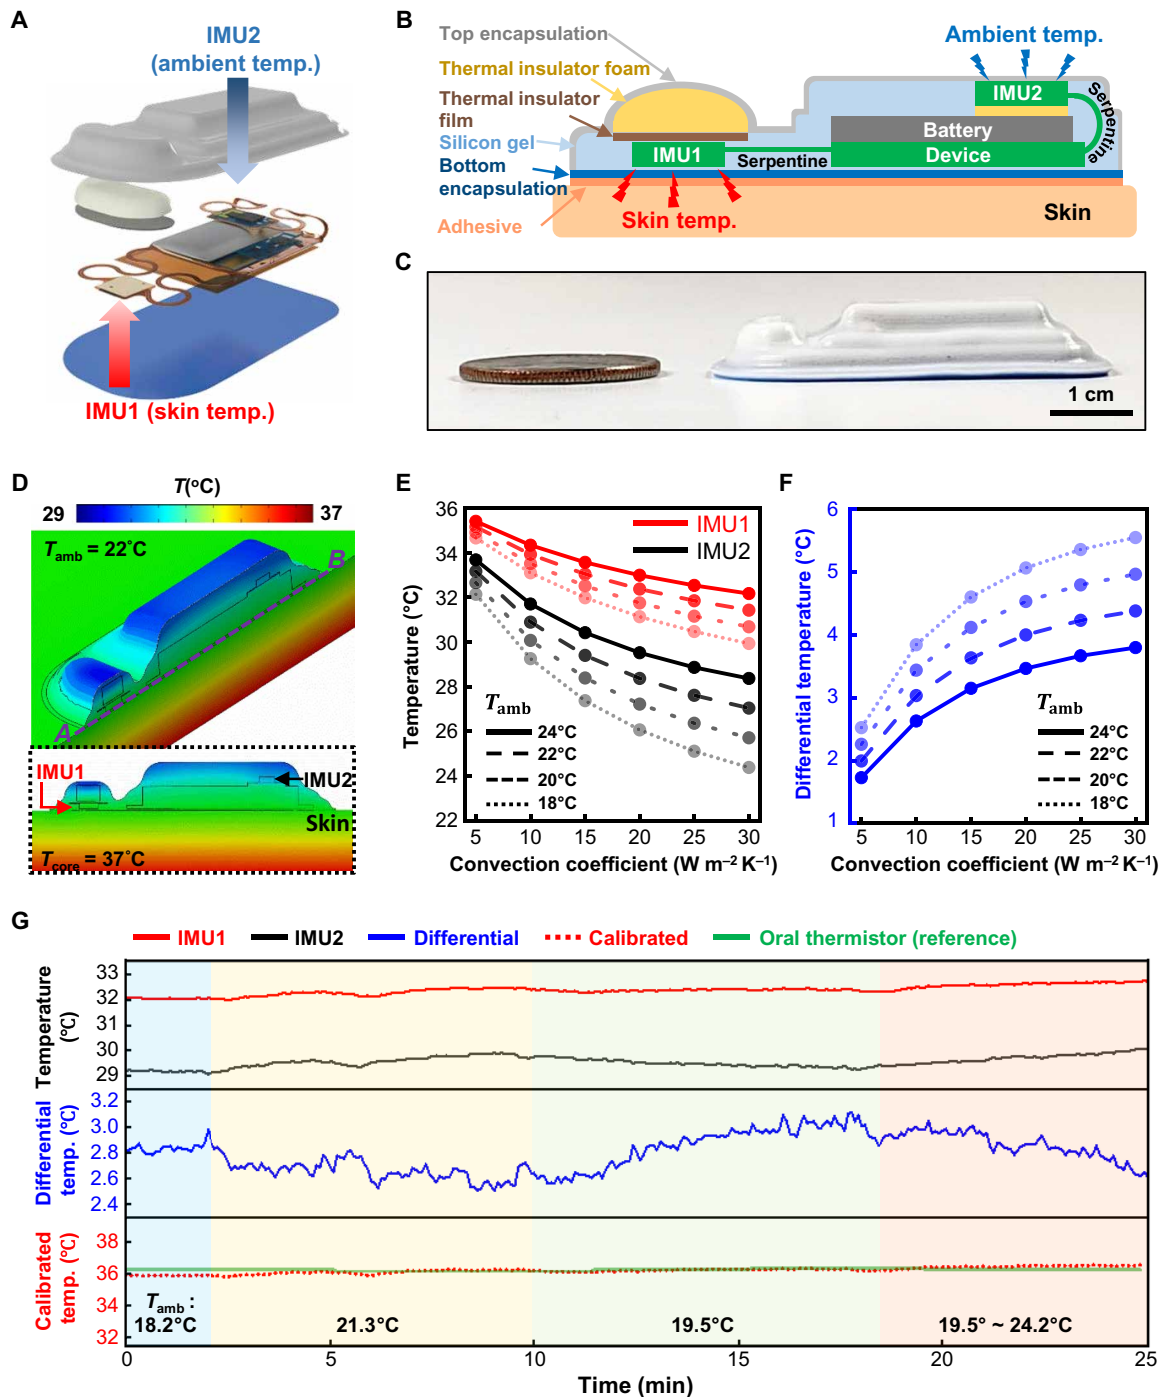 A
IMU2
(ambient temp.)
IMU1 (skin temp.)
B
Top encapsulation
Thermal insulator foam
Thermal insulator
film
Silicon gel
Bottom
encapsulation
Adhesive
Ambient temp.
IMU2
Serpentine
Battery
Device
IMU1
Serpentine
Skin temp.
Skin
C
1 cm
D
T(°C)
29
37
T_amb = 22°C
B
A
IMU1
IMU2
Skin
T_core = 37°C
E
Temperature
(°C)
36
34
32
30
28
26
24
22
IMU1
IMU2
T_amb
24°C
22°C
20°C
18°C
5 10 15 20 25 30
Convection coefficient (W m⁻² K⁻¹)
F
Differential temperature (°C)
6
5
4
3
2
1
T_amb
24°C
22°C
20°C
18°C
5 10 15 20 25 30
Convection coefficient (W m⁻² K⁻¹)
G
IMU1 IMU2 Differential Calibrated Oral thermistor (reference)
Temperature
(°C)
33
32
31
30
29
Differential
temp. (°C)
3.2
3.0
2.8
2.6
2.4
Calibrated
temp. (°C)
38
36
34
32
T_amb :
18.2°C 21.3°C 19.5°C 19.5° ~ 24.2°C
0 5 10 15 20 25
Time (min)